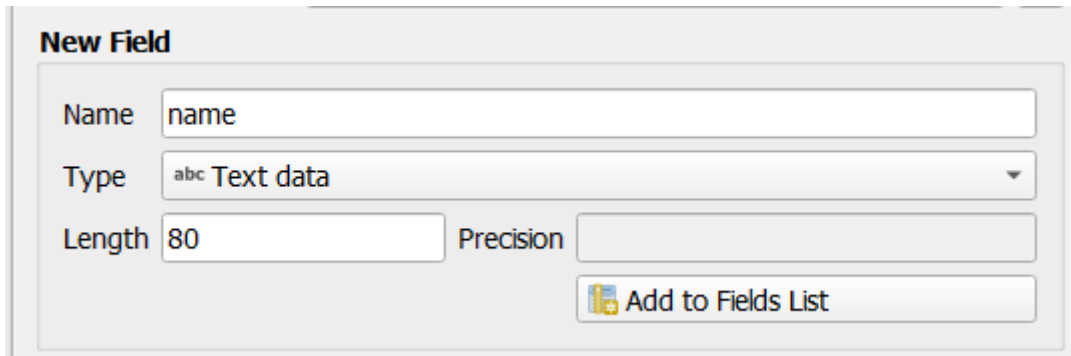 New Field
Name name
Type abc Text data
Length 80 Precision
Add to Fields List